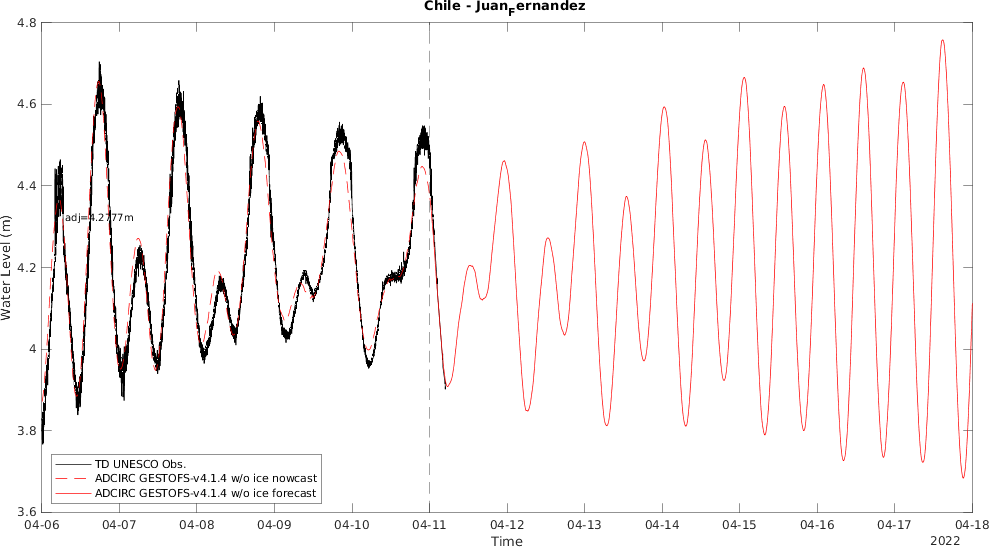 Chile - JuanFernandez
4.8
4.6
4.4
4.2
4
3.8
3.6
Water Level (m)
adj=4.2777m
TD UNESCO Obs.
ADCIRC GESTOFS-v4.1.4 w/o ice nowcast
ADCIRC GESTOFS-v4.1.4 w/o ice forecast
04-06 04-07 04-08 04-09 04-10 04-11 04-12 04-13 04-14 04-15 04-16 04-17 04-18
Time
2022